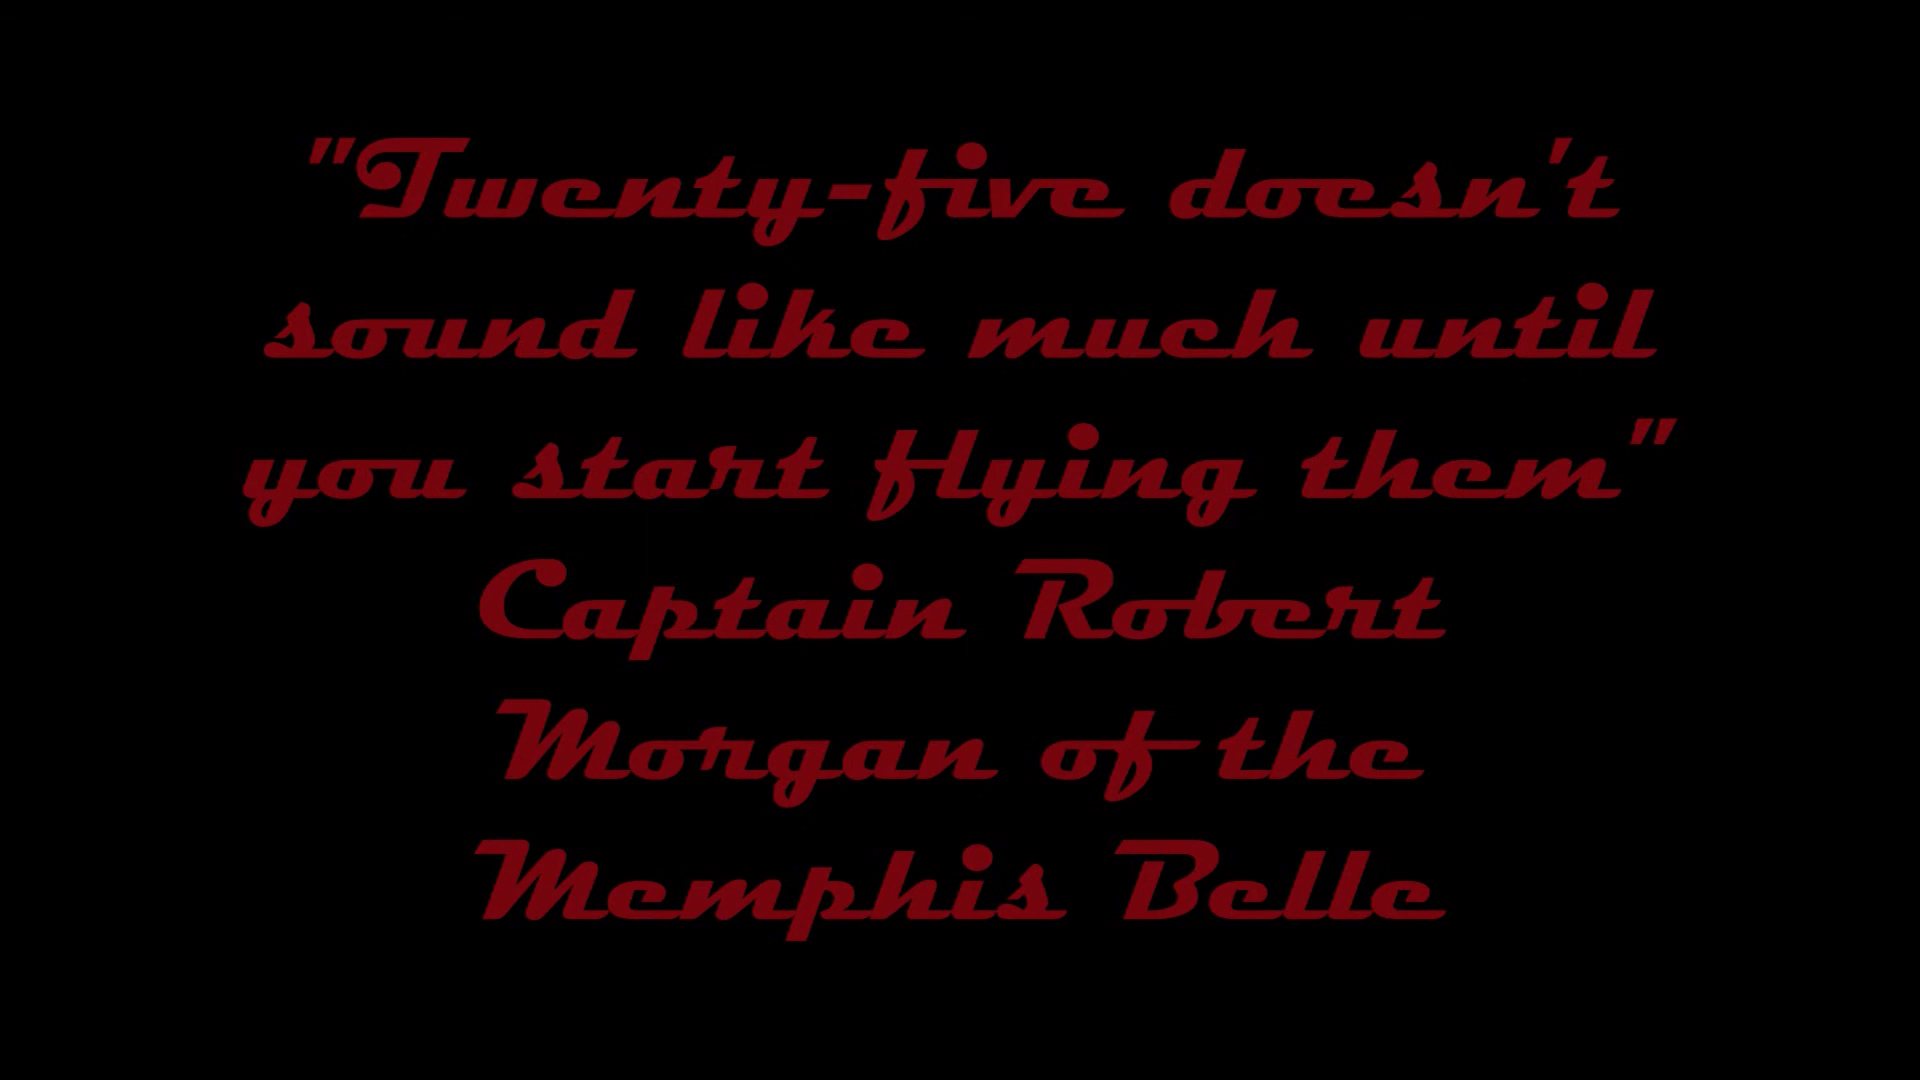 "Twenty-five doesn't
sound like much until
you start flying them"
Captain Robert
Morgan of the
Memphis Belle